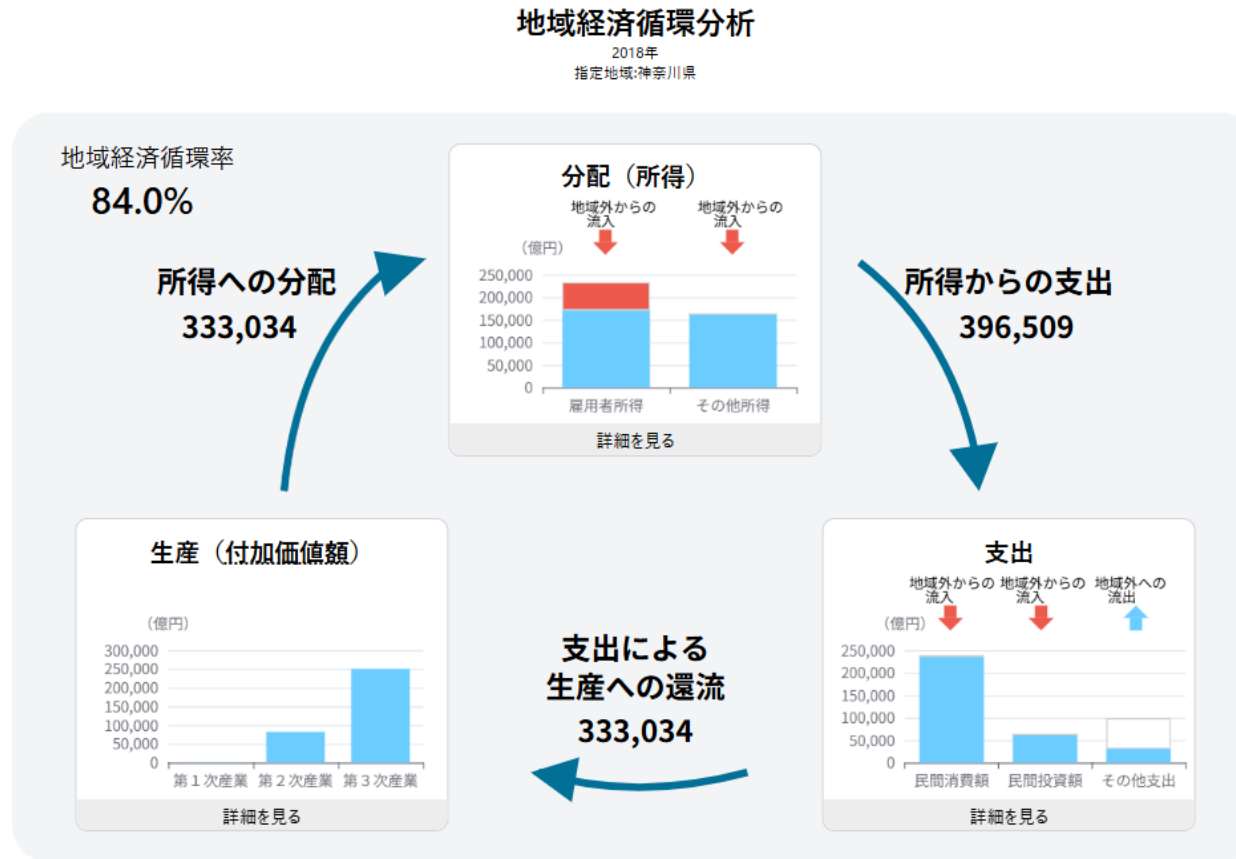 地域経済循環分析
2018年
指定地域:神奈川県
地域経済循環率
84.0%
所得への分配
333,034
分配（所得）
地域外からの
流入
地域外からの
流入
（億円）
250,000
200,000
150,000
100,000
50,000
0
雇用者所得
その他所得
詳細を見る
所得からの支出
396,509
生産（付加価値額）
（億円）
300,000
250,000
200,000
150,000
100,000
50,000
0
第１次産業
第２次産業
第３次産業
詳細を見る
支出による
生産への還流
333,034
支出
地域外からの
流入
地域外からの
流入
地域外への
流出
（億円）
250,000
200,000
150,000
100,000
50,000
0
民間消費額
民間投資額
その他支出
詳細を見る